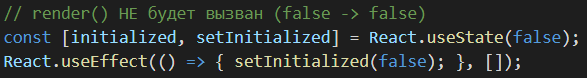 // render() НЕ будет вызван (false -> false)
const [initialized, setInitialized] = React.useState(false);
React.useEffect(() => { setInitialized(false); }, []);